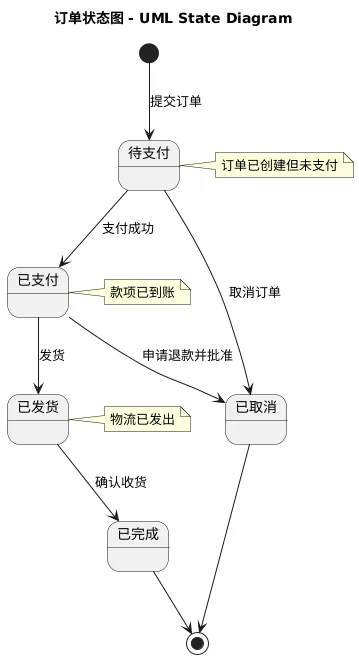 订单状态图 - UML State Diagram
提交订单
待支付
订单已创建但未支付
支付成功
取消订单
已支付
款项已到账
发货
申请退款并批准
已发货
物流已发出
已取消
确认收货
已完成